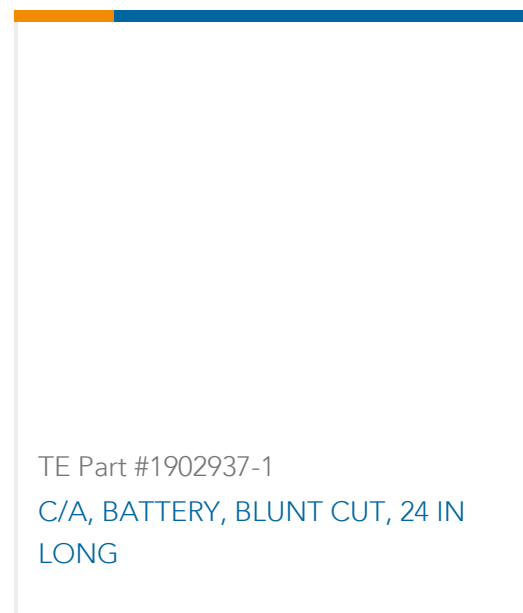 TE Part #1902937-1
C/A, BATTERY, BLUNT CUT, 24 IN
LONG